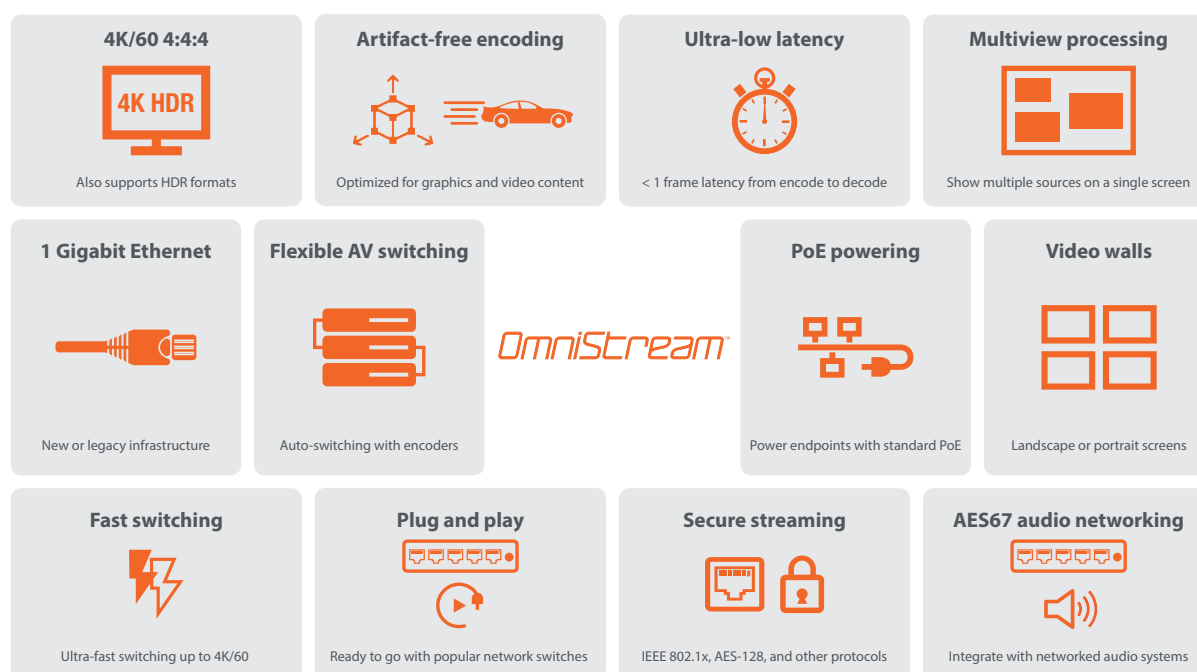 4K/60 4:4:4
4K HDR
Also supports HDR formats
Artifact-free encoding
Optimized for graphics and video content
Ultra-low latency
< 1 frame latency from encode to decode
Multiview processing
Show multiple sources on a single screen
1 Gigabit Ethernet
New or legacy infrastructure
Flexible AV switching
Auto-switching with encoders
OmniStream™
PoE powering
Power endpoints with standard PoE
Video walls
Landscape or portrait screens
Fast switching
Ultra-fast switching up to 4K/60
Plug and play
Ready to go with popular network switches
Secure streaming
IEEE 802.1x, AES-128, and other protocols
AES67 audio networking
Integrate with networked audio systems